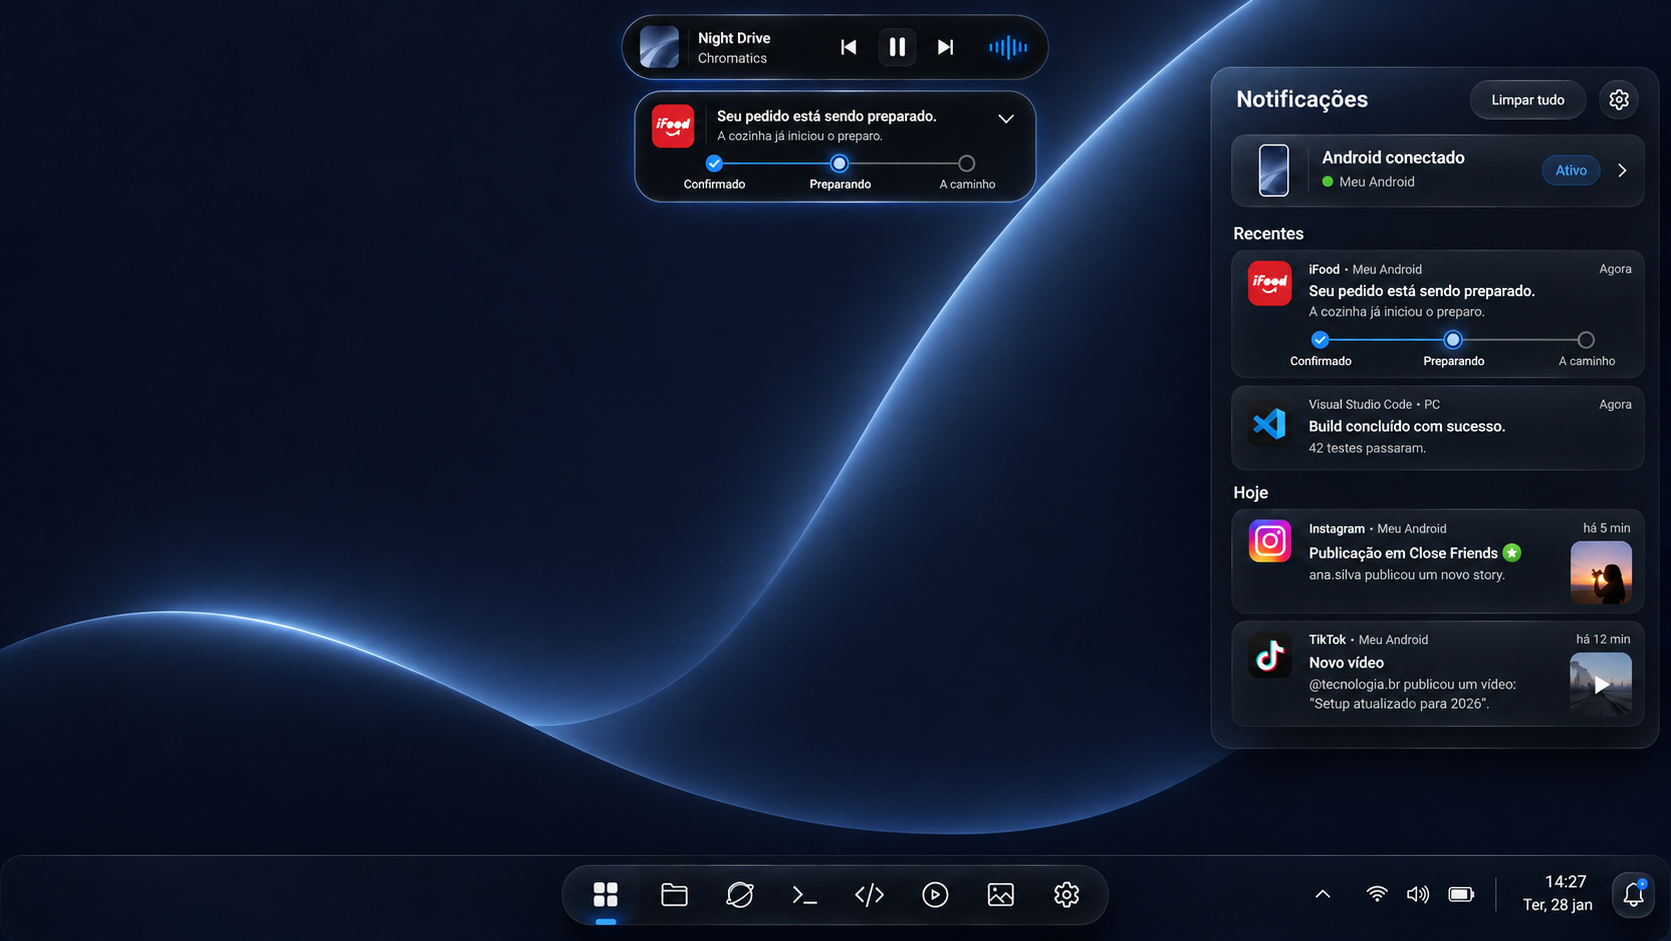 Night Drive
Chromatics
iFood
Seu pedido está sendo preparado.
A cozinha já iniciou o preparo.
Confirmado
Preparando
A caminho
Notificações
Limpar tudo
Android conectado
Meu Android
Ativo
Recentes
iFood
iFood • Meu Android
Agora
Seu pedido está sendo preparado.
A cozinha já iniciou o preparo.
Confirmado
Preparando
A caminho
Visual Studio Code • PC
Agora
Build concluído com sucesso.
42 testes passaram.
Hoje
Instagram • Meu Android
há 5 min
Publicação em Close Friends
ana.silva publicou um novo story.
TikTok • Meu Android
há 12 min
Novo vídeo
@tecnologia.br publicou um vídeo:
"Setup atualizado para 2026".
14:27
Ter, 28 jan